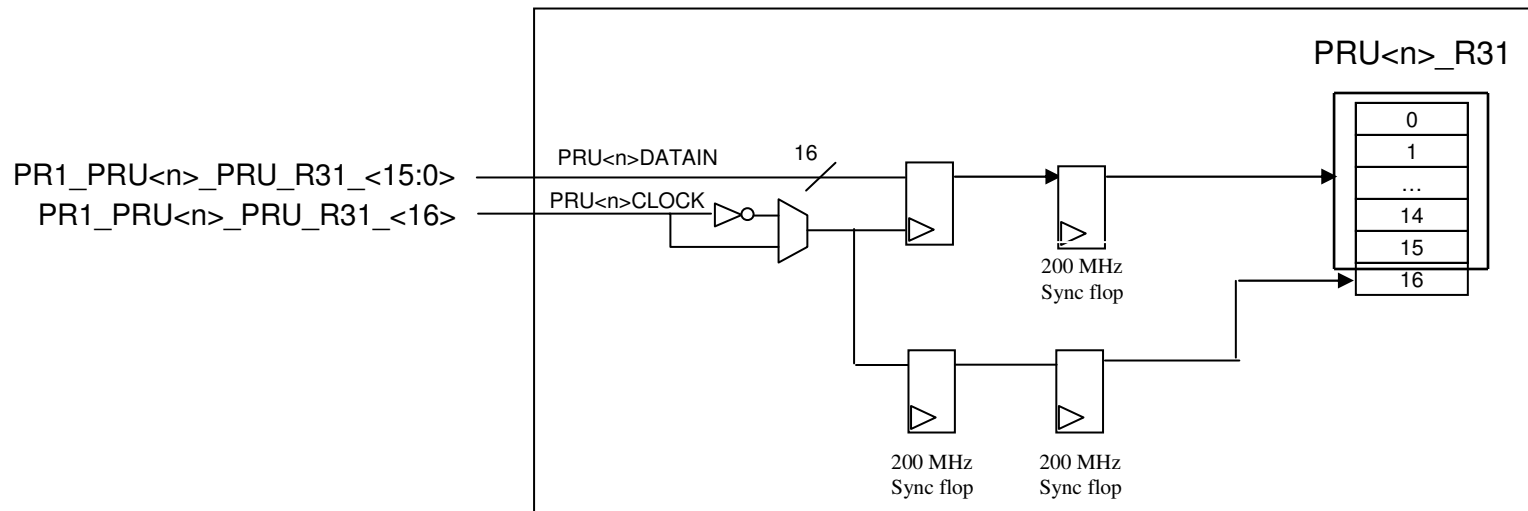 PRU<n>_R31
0
1
...
14
15
16
PR1_PRU<n>_PRU_R31_<15:0>
PR1_PRU<n>_PRU_R31_<16>
PRU<n>DATAIN
16
PRU<n>CLOCK
200 MHz
Sync flop
200 MHz
Sync flop
200 MHz
Sync flop